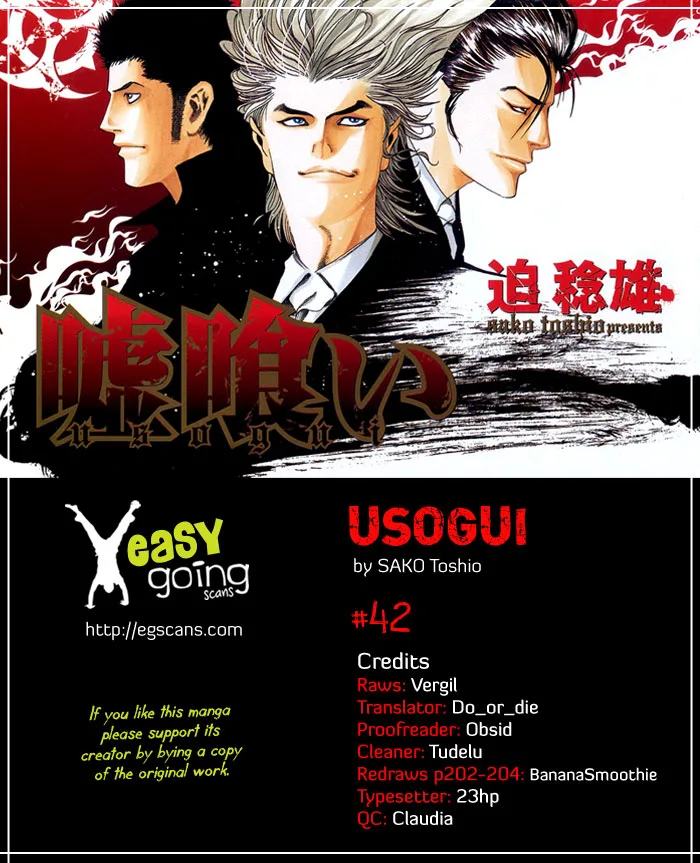 迫 稔雄
sako toshio presents
嘘喰い
usogui
easy
going
scans
http://egscans.com
If you like this manga
please support its
creator by bying a copy
of the original work.
USOGUI
by SAKO Toshio
#42
Credits
Raws: Vergil
Translator: Do_or_die
Proofreader: Obsid
Cleaner: Tudelu
Redraws p202-204: BananaSmoothie
Typesetter: 23hp
QC: Claudia